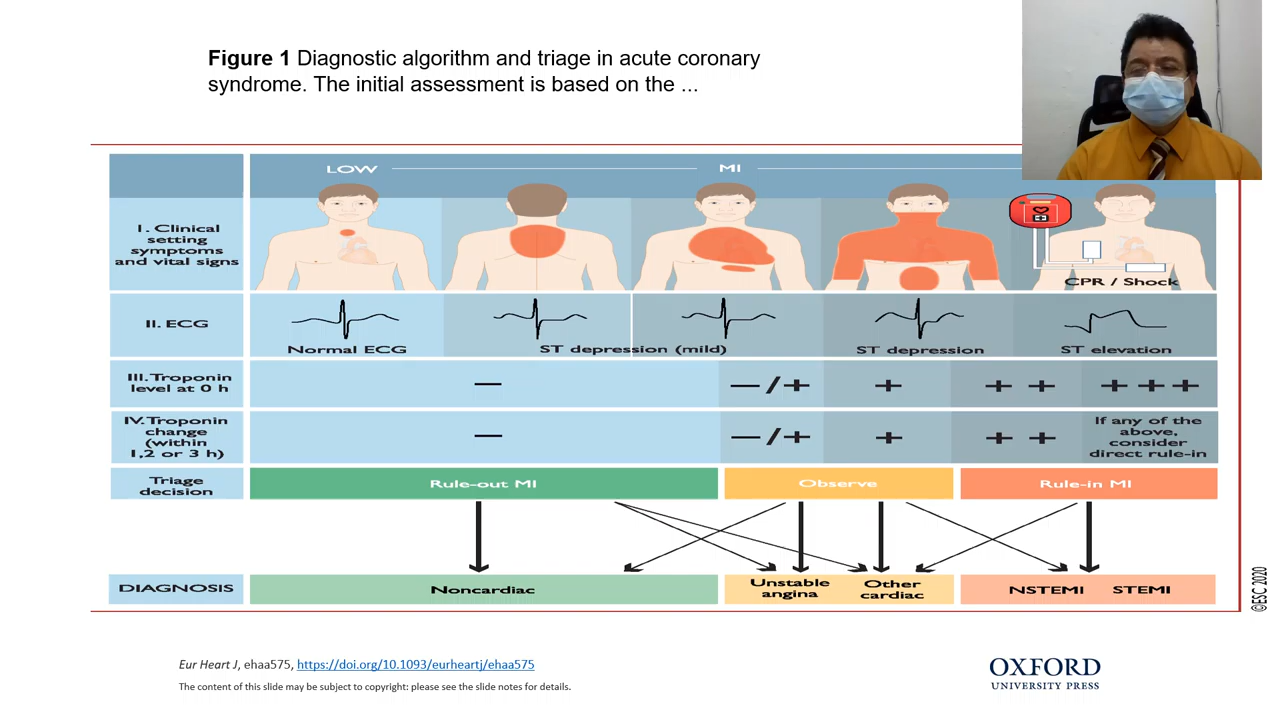 Figure 1 Diagnostic algorithm and triage in acute coronary
syndrome. The initial assessment is based on the ...
LOW
MI
I. Clinical
setting
symptoms
and vital signs
CPR / Shock
II. ECG
Normal ECG
ST depression (mild)
ST depression
ST elevation
III. Troponin
level at 0 h
—
— / +
+
+ +
+ + +
IV. Troponin
change
(within
1,2 or 3 h)
—
— / +
+
+ +
If any of the
above,
consider
direct rule-in
Triage
decision
Rule-out MI
Observe
Rule-in MI
DIAGNOSIS
Noncardiac
Unstable
angina
Other
cardiac
NSTEMI
STEMI
©ESC 2020
Eur Heart J, ehaa575, https://doi.org/10.1093/eurheartj/ehaa575
The content of this slide may be subject to copyright: please see the slide notes for details.
OXFORD
UNIVERSITY PRESS